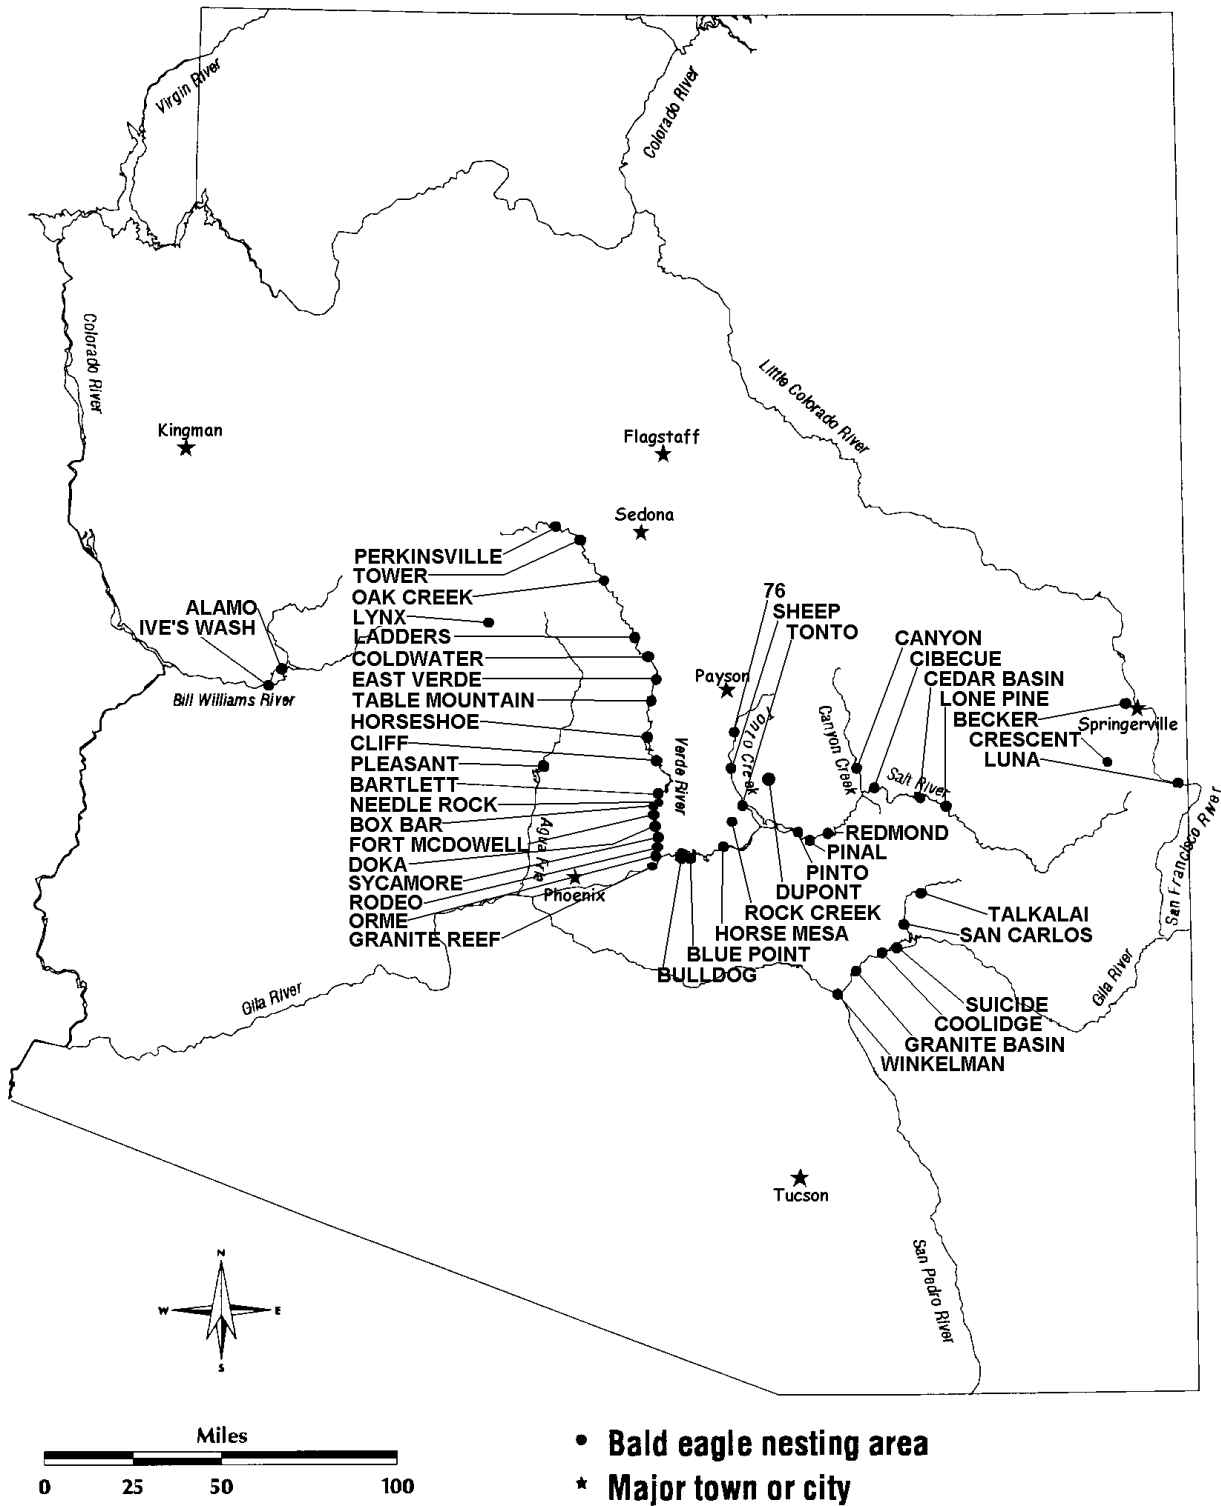 Virgin River
Colorado River
Colorado River
Little Colorado River
Kingman
Flagstaff
Sedona
PERKINSVILLE
TOWER
OAK CREEK
LYNX
LADDERS
COLDWATER
EAST VERDE
TABLE MOUNTAIN
HORSESHOE
CLIFF
PLEASANT
BARTLETT
NEEDLE ROCK
BOX BAR
FORT MCDOWELL
DOKA
SYCAMORE
RODEO
ORME
GRANITE REEF
ALAMO
IVE'S WASH
Bill Williams River
76
SHEEP
TONTO
Payson
Tonto Creek
Verde River
Agua Fria
Phoenix
CANYON
CIBECUE
CEDAR BASIN
LONE PINE
BECKER
CRESCENT
LUNA
Springerville
Canyon Creek
Salt River
San Francisco River
REDMOND
PINAL
PINTO
DUPONT
ROCK CREEK
HORSE MESA
BLUE POINT
BULLDOG
TALKALAI
SAN CARLOS
SUICIDE
COOLIDGE
GRANITE BASIN
WINKELMAN
Gila River
Gila River
Tucson
San Pedro River
N
W
E
S
Miles
0 25 50 100
Bald eagle nesting area
Major town or city